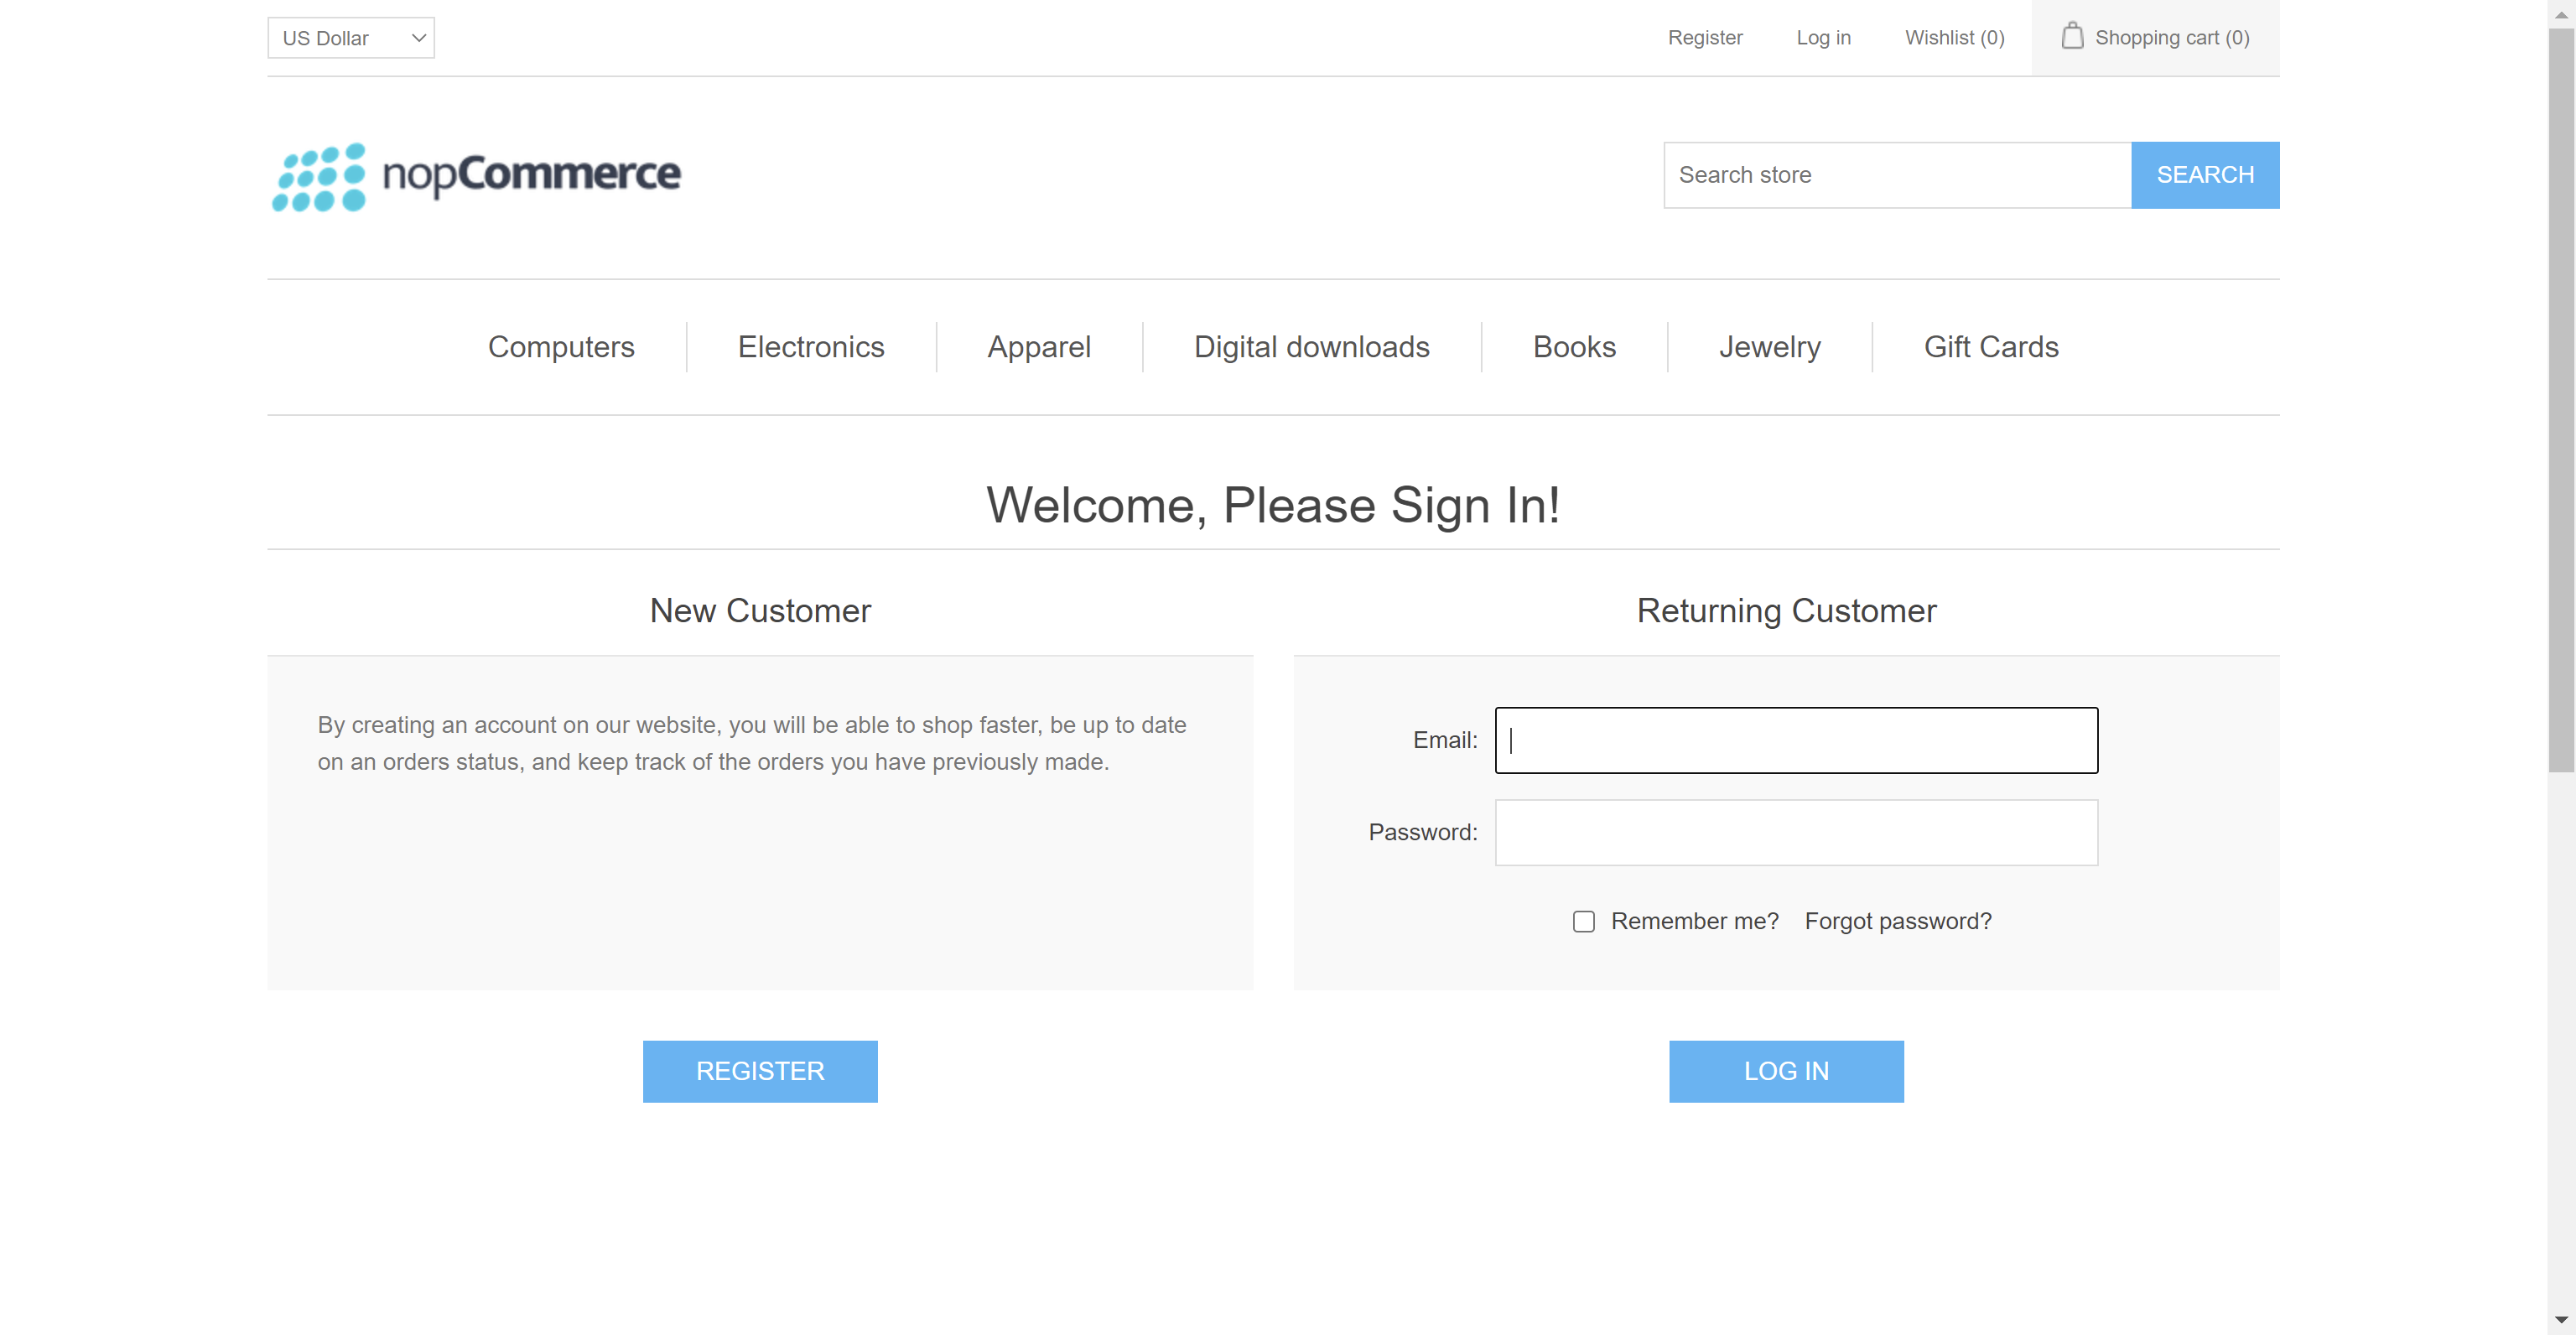 US Dollar
Register Log in Wishlist (0) Shopping cart (0)
nopCommerce
Search store SEARCH
Computers Electronics Apparel Digital downloads Books Jewelry Gift Cards
Welcome, Please Sign In!
New Customer
By creating an account on our website, you will be able to shop faster, be up to date
on an orders status, and keep track of the orders you have previously made.
REGISTER
Returning Customer
Email:
Password:
Remember me? Forgot password?
LOG IN